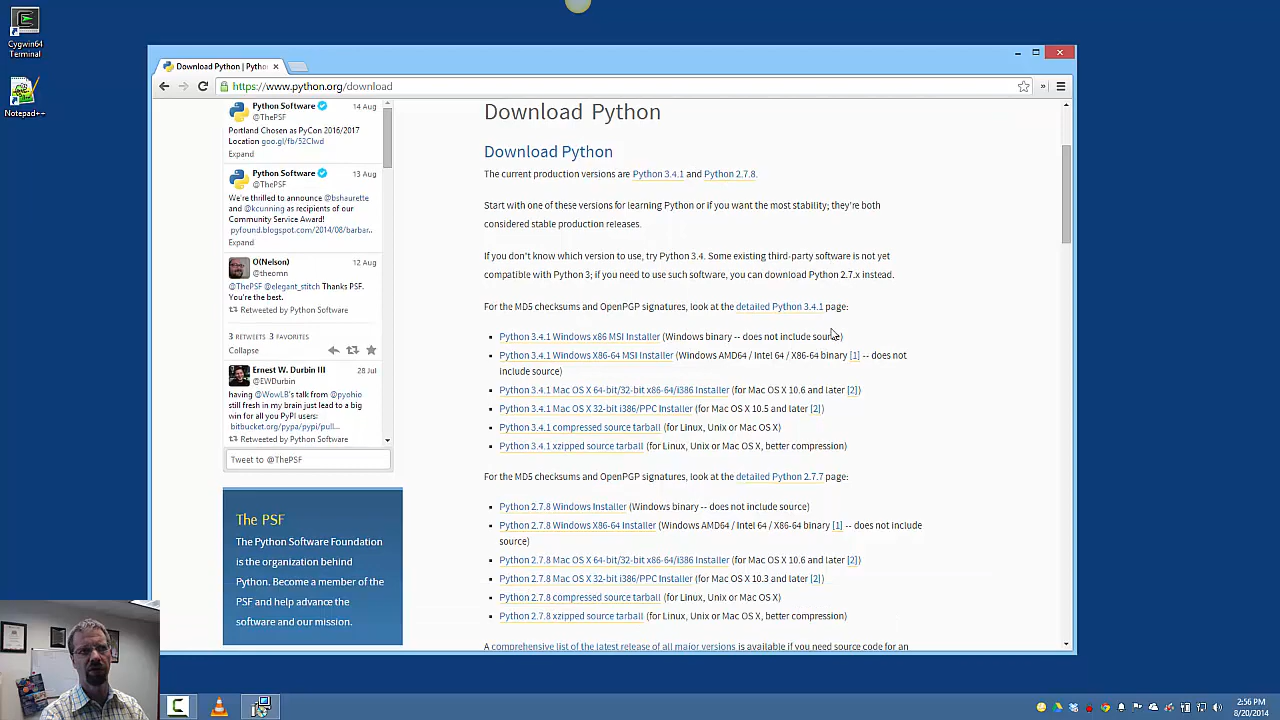 Cygwin64
Terminal
Notepad++
Download Python | Pytho
https://www.python.org/download
Python Software
14 Aug
@ThePSF
Portland Chosen as PyCon 2016/2017
Location goo.gl/fb/52Clwd
Expand
Python Software
13 Aug
@ThePSF
We're thrilled to announce @bshaurette
and @kcunning as recipients of our
Community Service Award!
pyfound.blogspot.com/2014/08/barbar...
Expand
O(Nelson)
12 Aug
@theomn
@ThePSF @elegant_stitch Thanks PSF.
You're the best.
Retweeted by Python Software
3 RETWEETS 3 FAVORITES
Collapse
Ernest W. Durbin III
28 Jul
@EWDurbin
having @WowLB's talk from @pyohio
still fresh in my brain just lead to a big
win for all you PyPI users:
bitbucket.org/pypa/pypi/pull...
Retweeted by Python Software
Tweet to @ThePSF
The PSF
The Python Software Foundation
is the organization behind
Python. Become a member of the
PSF and help advance the
software and our mission.
Download Python
Download Python
The current production versions are Python 3.4.1 and Python 2.7.8.
Start with one of these versions for learning Python or if you want the most stability; they're both
considered stable production releases.
If you don't know which version to use, try Python 3.4. Some existing third-party software is not yet
compatible with Python 3; if you need to use such software, you can download Python 2.7.x instead.
For the MD5 checksums and OpenPGP signatures, look at the detailed Python 3.4.1 page:
Python 3.4.1 Windows x86 MSI Installer (Windows binary -- does not include source)
Python 3.4.1 Windows X86-64 MSI Installer (Windows AMD64 / Intel 64 / X86-64 binary [1] -- does not
include source)
Python 3.4.1 Mac OS X 64-bit/32-bit x86-64/i386 Installer (for Mac OS X 10.6 and later [2])
Python 3.4.1 Mac OS X 32-bit i386/PPC Installer (for Mac OS X 10.5 and later [2])
Python 3.4.1 compressed source tarball (for Linux, Unix or Mac OS X)
Python 3.4.1 xzipped source tarball (for Linux, Unix or Mac OS X, better compression)
For the MD5 checksums and OpenPGP signatures, look at the detailed Python 2.7.7 page:
Python 2.7.8 Windows Installer (Windows binary -- does not include source)
Python 2.7.8 Windows X86-64 Installer (Windows AMD64 / Intel 64 / X86-64 binary [1] -- does not include
source)
Python 2.7.8 Mac OS X 64-bit/32-bit x86-64/i386 Installer (for Mac OS X 10.6 and later [2])
Python 2.7.8 Mac OS X 32-bit i386/PPC Installer (for Mac OS X 10.3 and later [2])
Python 2.7.8 compressed source tarball (for Linux, Unix or Mac OS X)
Python 2.7.8 xzipped source tarball (for Linux, Unix or Mac OS X, better compression)
A comprehensive list of the latest release of all major versions is available if you need source code for an
2:56 PM
8/20/2014